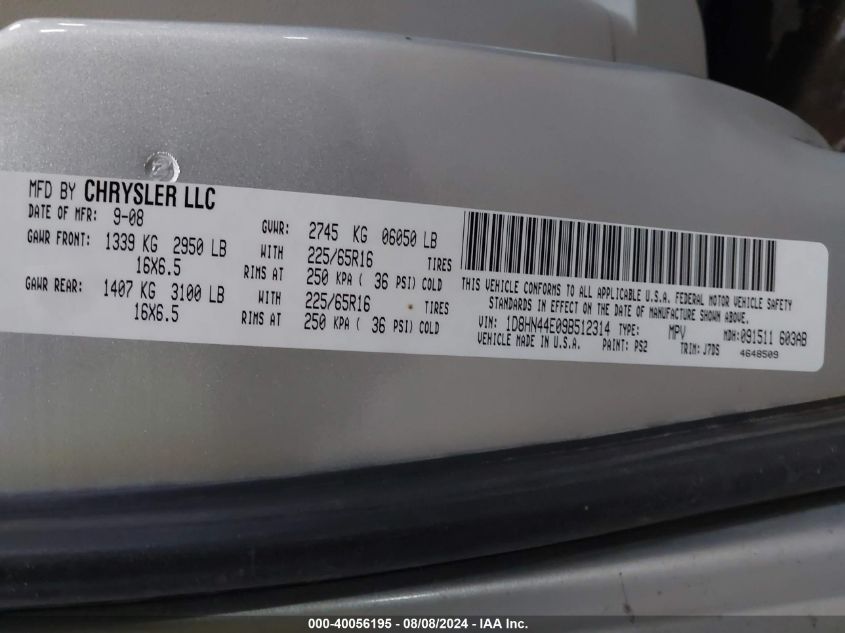 MFD BY CHRYSLER LLC
DATE OF MFR: 9-08 GVWR: 2745 KG 06050 LB
GAWR FRONT: 1339 KG 2950 LB WITH 225/65R16 TIRES
16X6.5 RIMS AT 250 KPA ( 36 PSI) COLD
GAWR REAR: 1407 KG 3100 LB WITH 225/65R16 TIRES
16X6.5 RIMS AT 250 KPA ( 36 PSI) COLD
THIS VEHICLE CONFORMS TO ALL APPLICABLE U.S.A. FEDERAL MOTOR VEHICLE SAFETY
STANDARDS IN EFFECT ON THE DATE OF MANUFACTURE SHOWN ABOVE.
VIN: 1D8HN44E09B512314 TYPE: MPV MDH: 091511 603AB
VEHICLE MADE IN U.S.A. PAINT: PS2 TRIM: J7DS 4648509
000-40056195 - 08/08/2024 - IAA Inc.